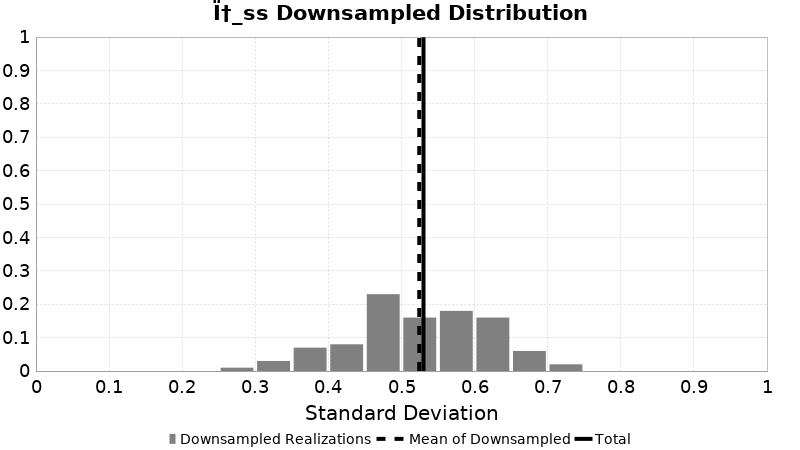 Ï†_ss Downsampled Distribution
1
0.9
0.8
0.7
0.6
0.5
0.4
0.3
0.2
0.1
0
0 0.1 0.2 0.3 0.4 0.5 0.6 0.7 0.8 0.9 1
Standard Deviation
Downsampled Realizations Mean of Downsampled Total